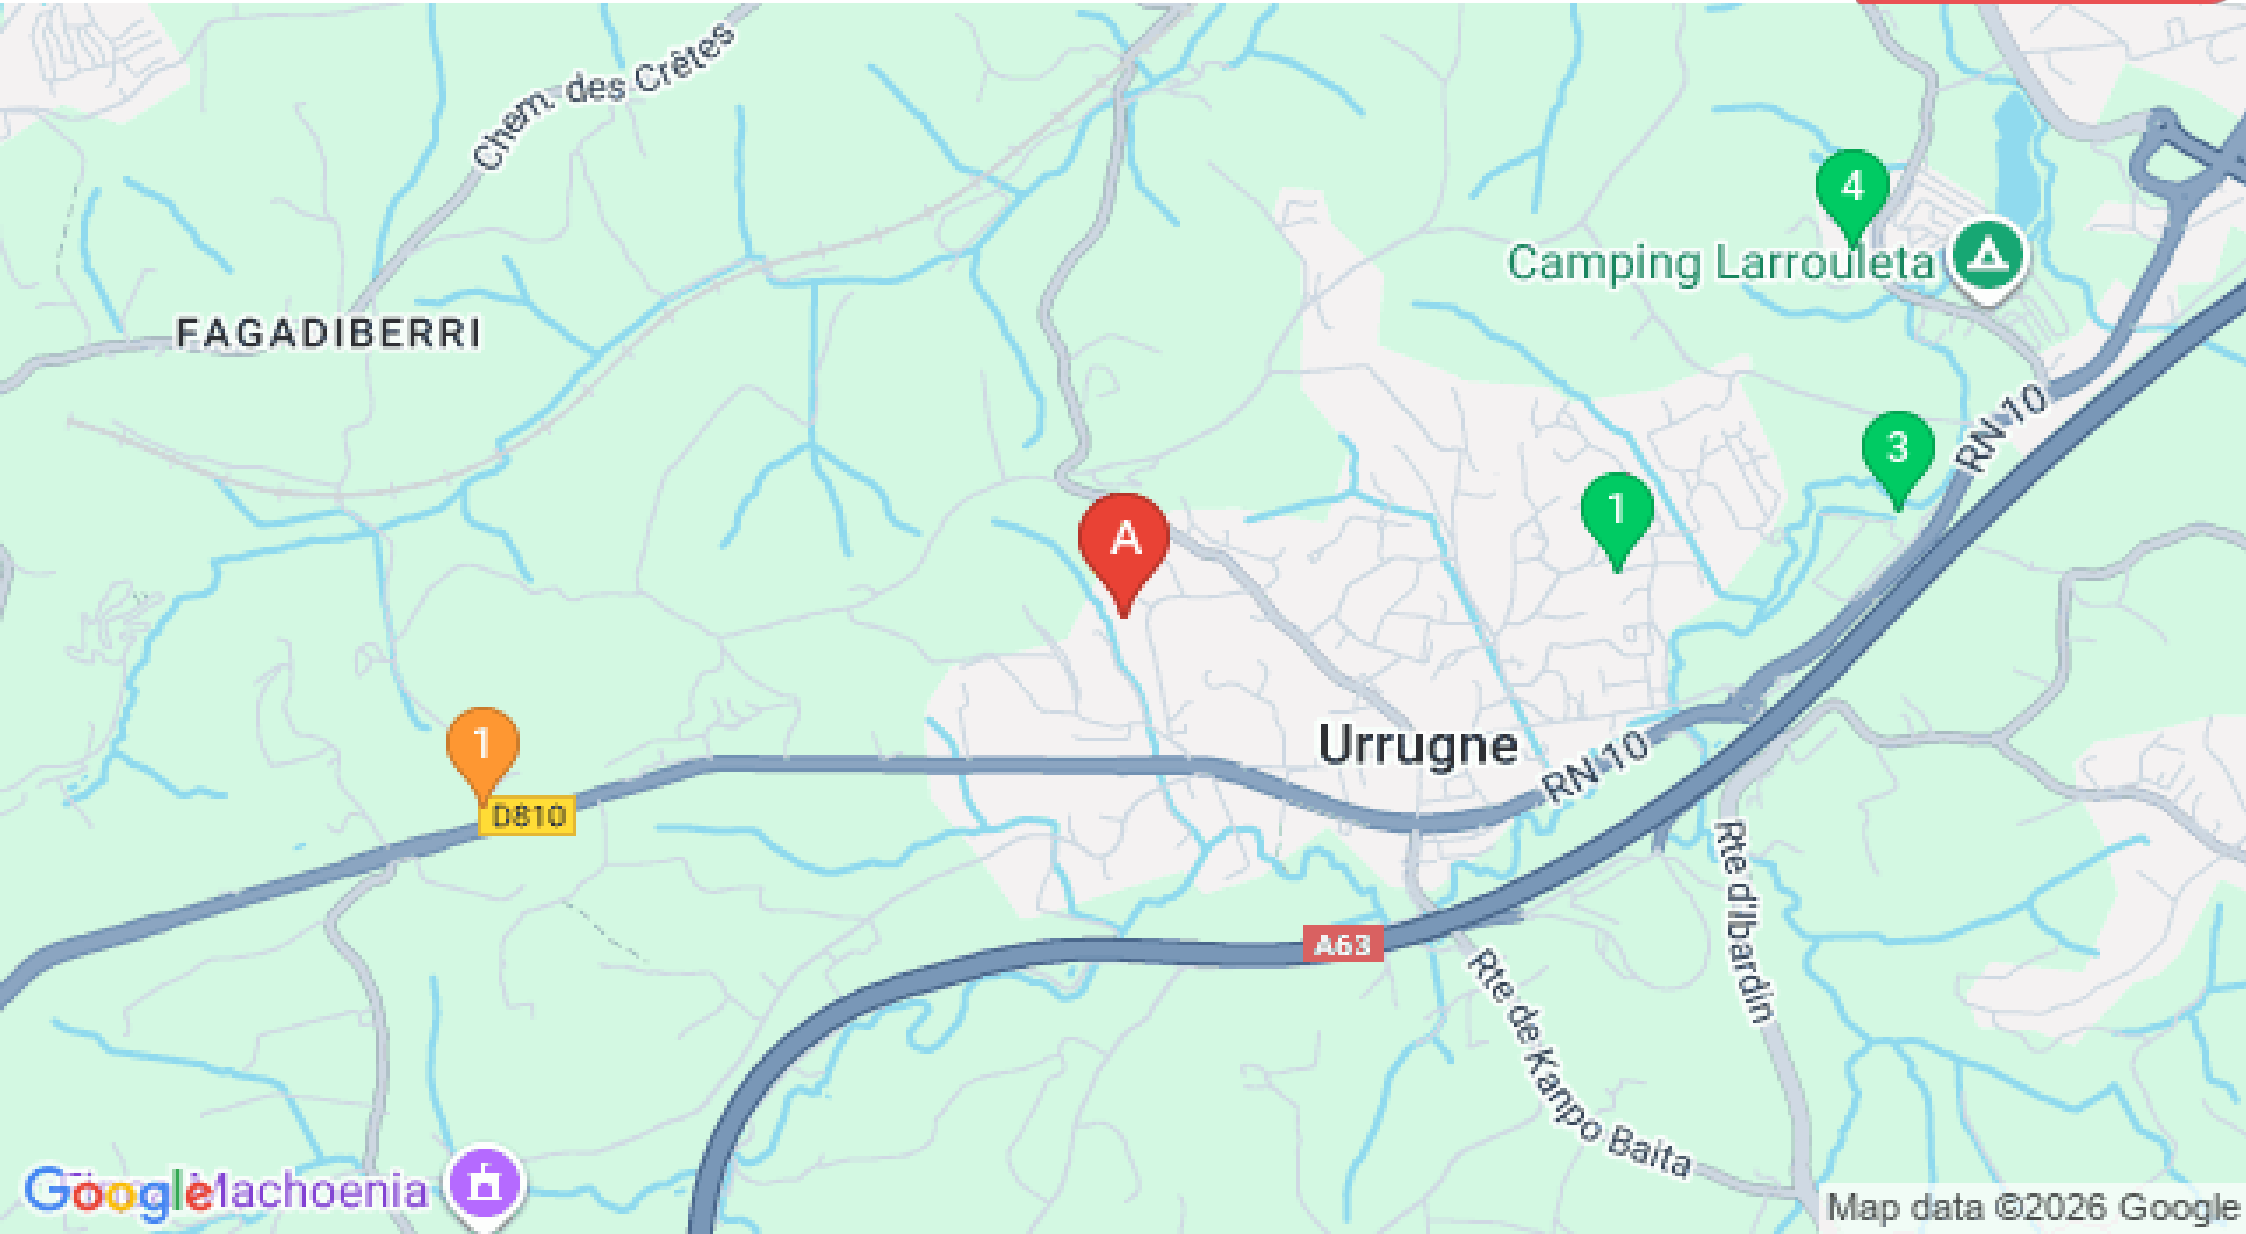 Chem. des Crêtes
4
Camping Larrouleta
FAGADIBERRI
RN 10
3
1
A
1
Urrugne
RN 10
D810
A63
Rte d'Ibardin
Rte de Kanpo Baita
Google
Machoenia
Map data ©2026 Google